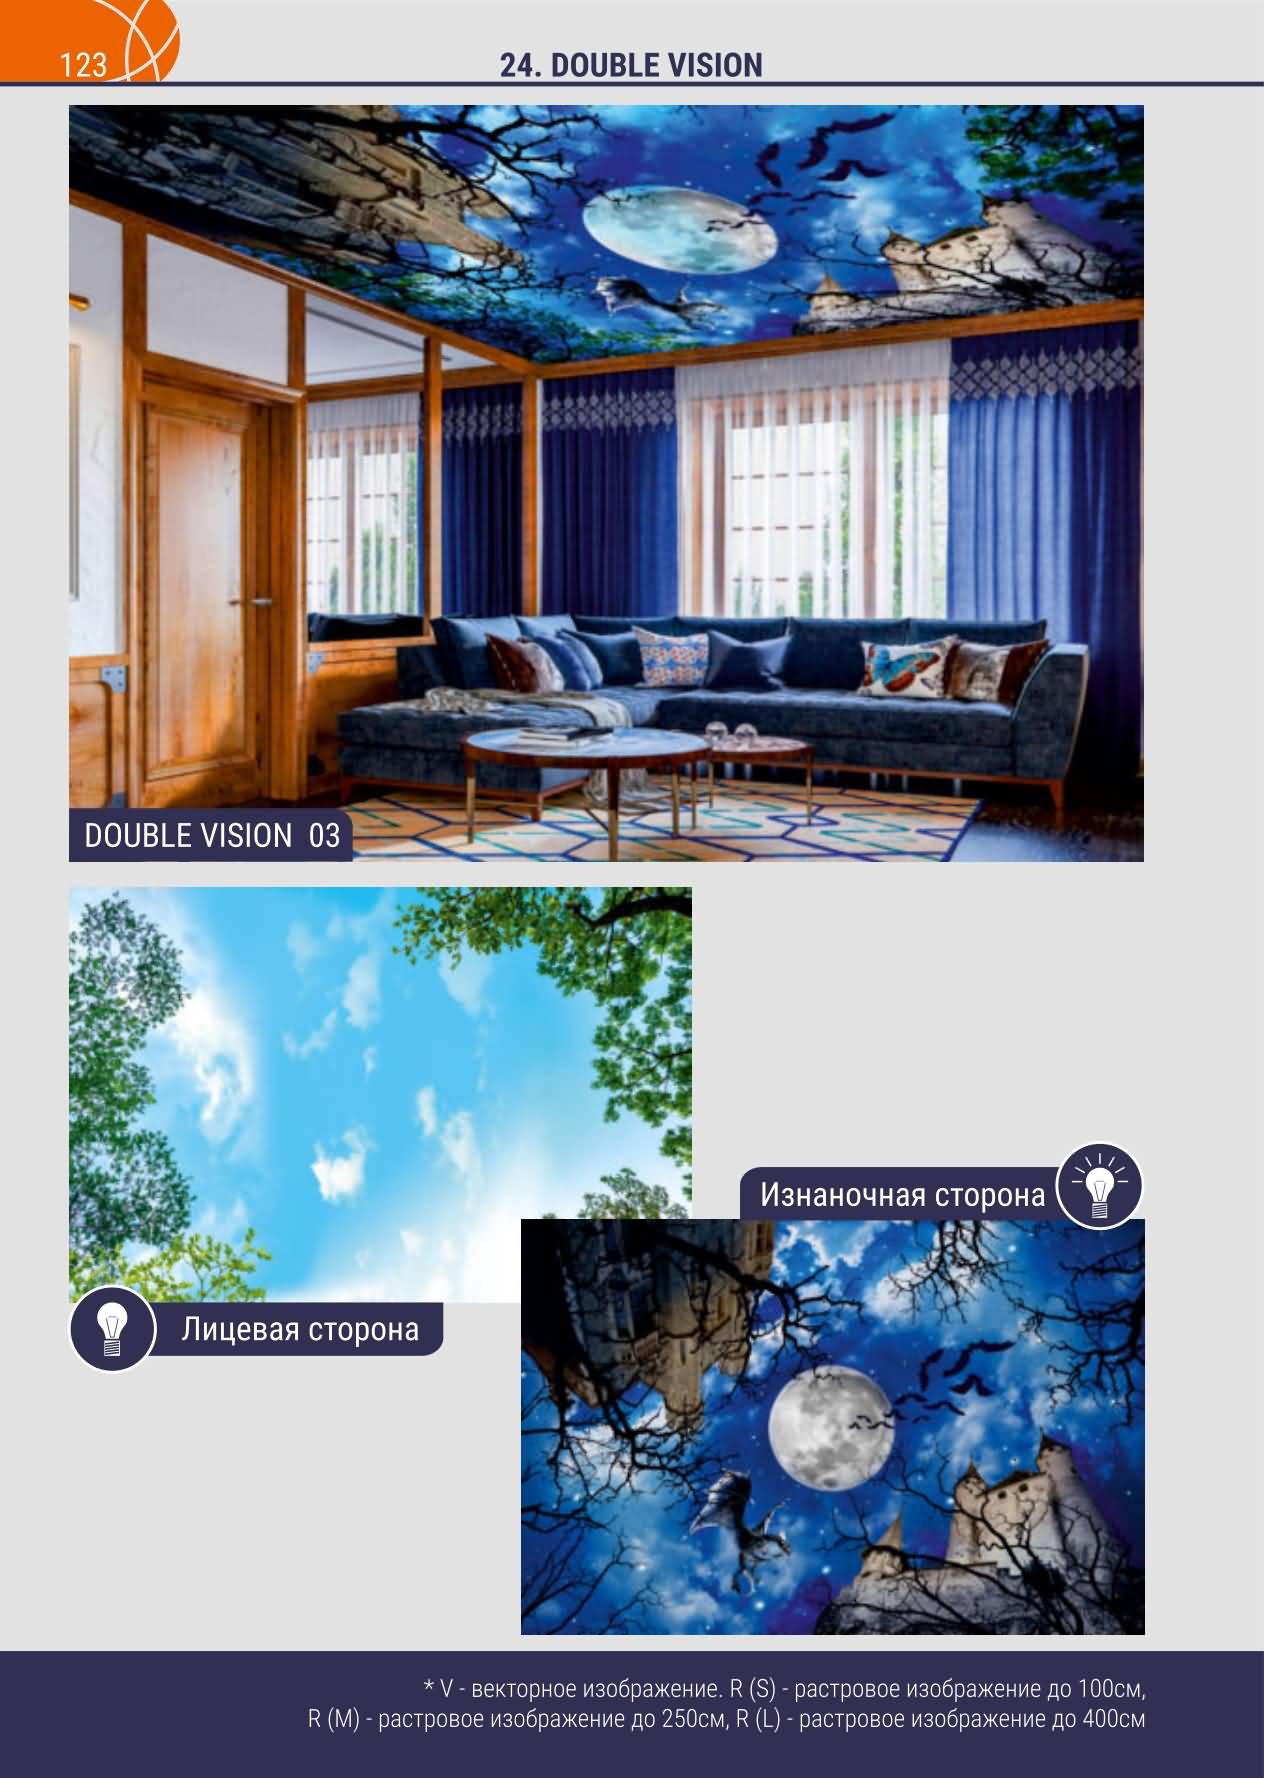 123
24. DOUBLE VISION
DOUBLE VISION 03
Изнаночная сторона
Лицевая сторона
* V - векторное изображение. R (S) - растровое изображение до 100см,
R (M) - растровое изображение до 250см, R (L) - растровое изображение до 400см